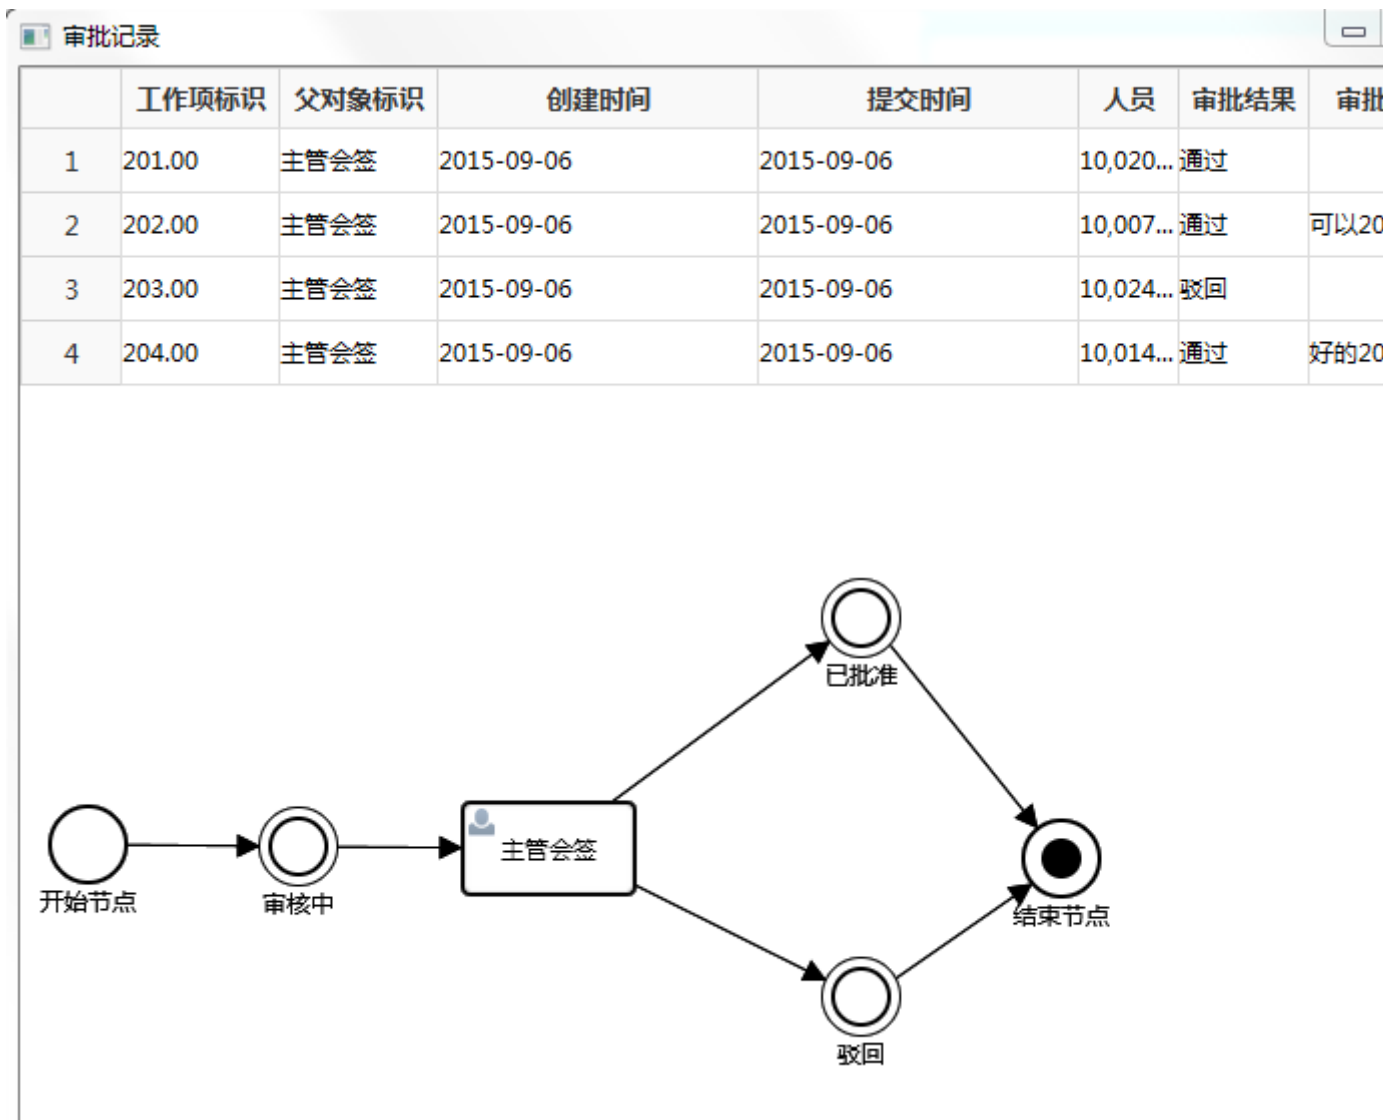 审批记录
工作项标识 父对象标识 创建时间 提交时间 人员 审批结果 审批
1 201.00 主管会签 2015-09-06 2015-09-06 10,020... 通过
2 202.00 主管会签 2015-09-06 2015-09-06 10,007... 通过 可以20
3 203.00 主管会签 2015-09-06 2015-09-06 10,024... 驳回
4 204.00 主管会签 2015-09-06 2015-09-06 10,014... 通过 好的20
已批准
主管会签
开始节点
审核中
结束节点
驳回